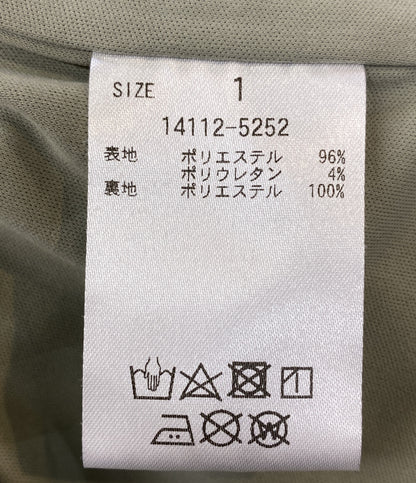 SIZE 1
14112-5252
表地 ポリエステル 96%
ポリウレタン 4%
裏地 ポリエステル 100%
W